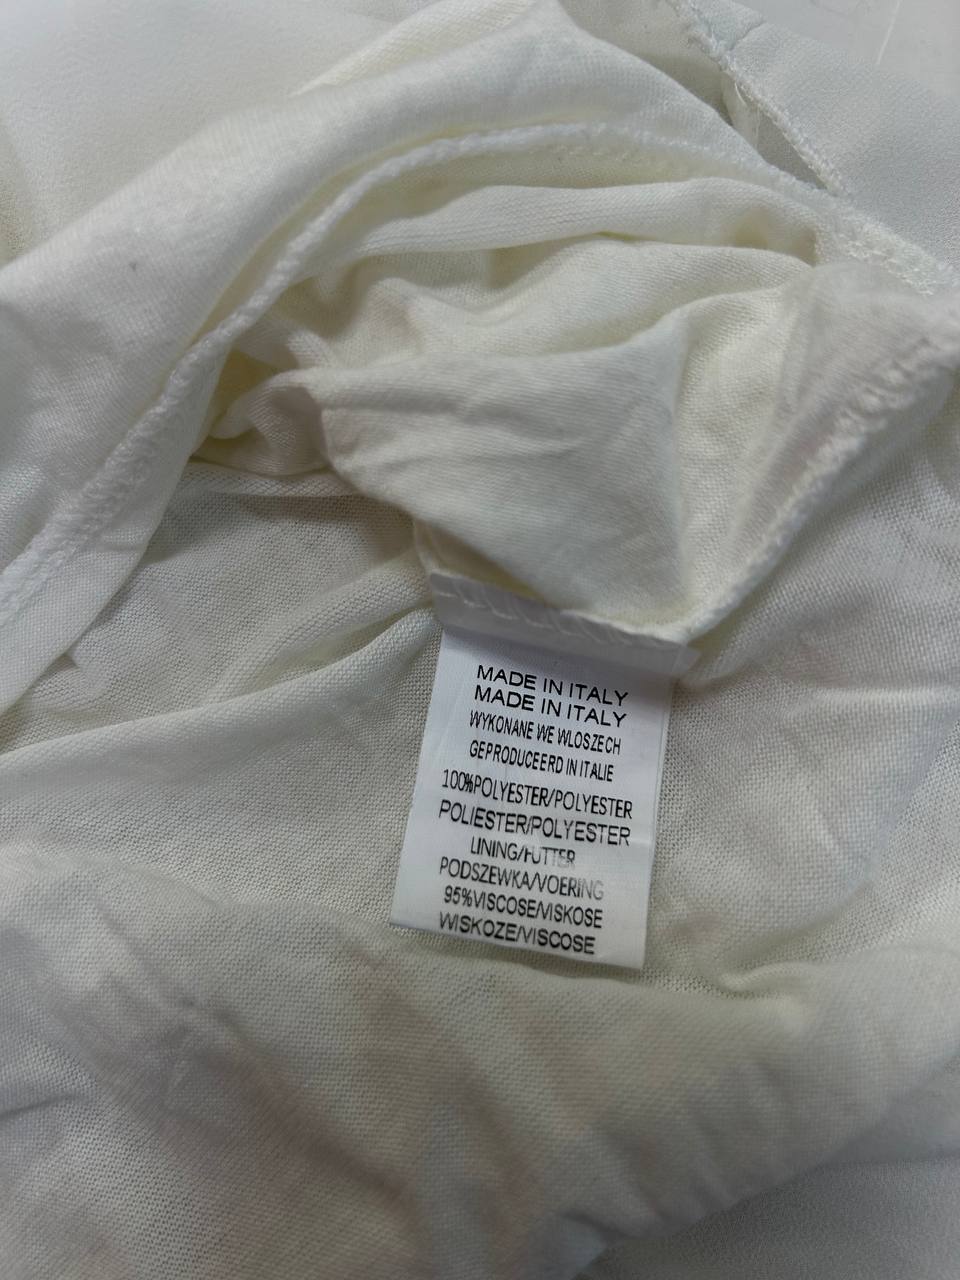 MADE IN ITALY
MADE IN ITALY
WYKONANE WE WLOSZECH
GEPRODUCEERD IN ITALIE
100%POLYESTER/POLYESTER
POLIESTER/POLYESTER
LINING/FUTTER
PODSZEWKA/VOERING
95%VISCOSE/VISKOSE
WISKOZE/VISCOSE